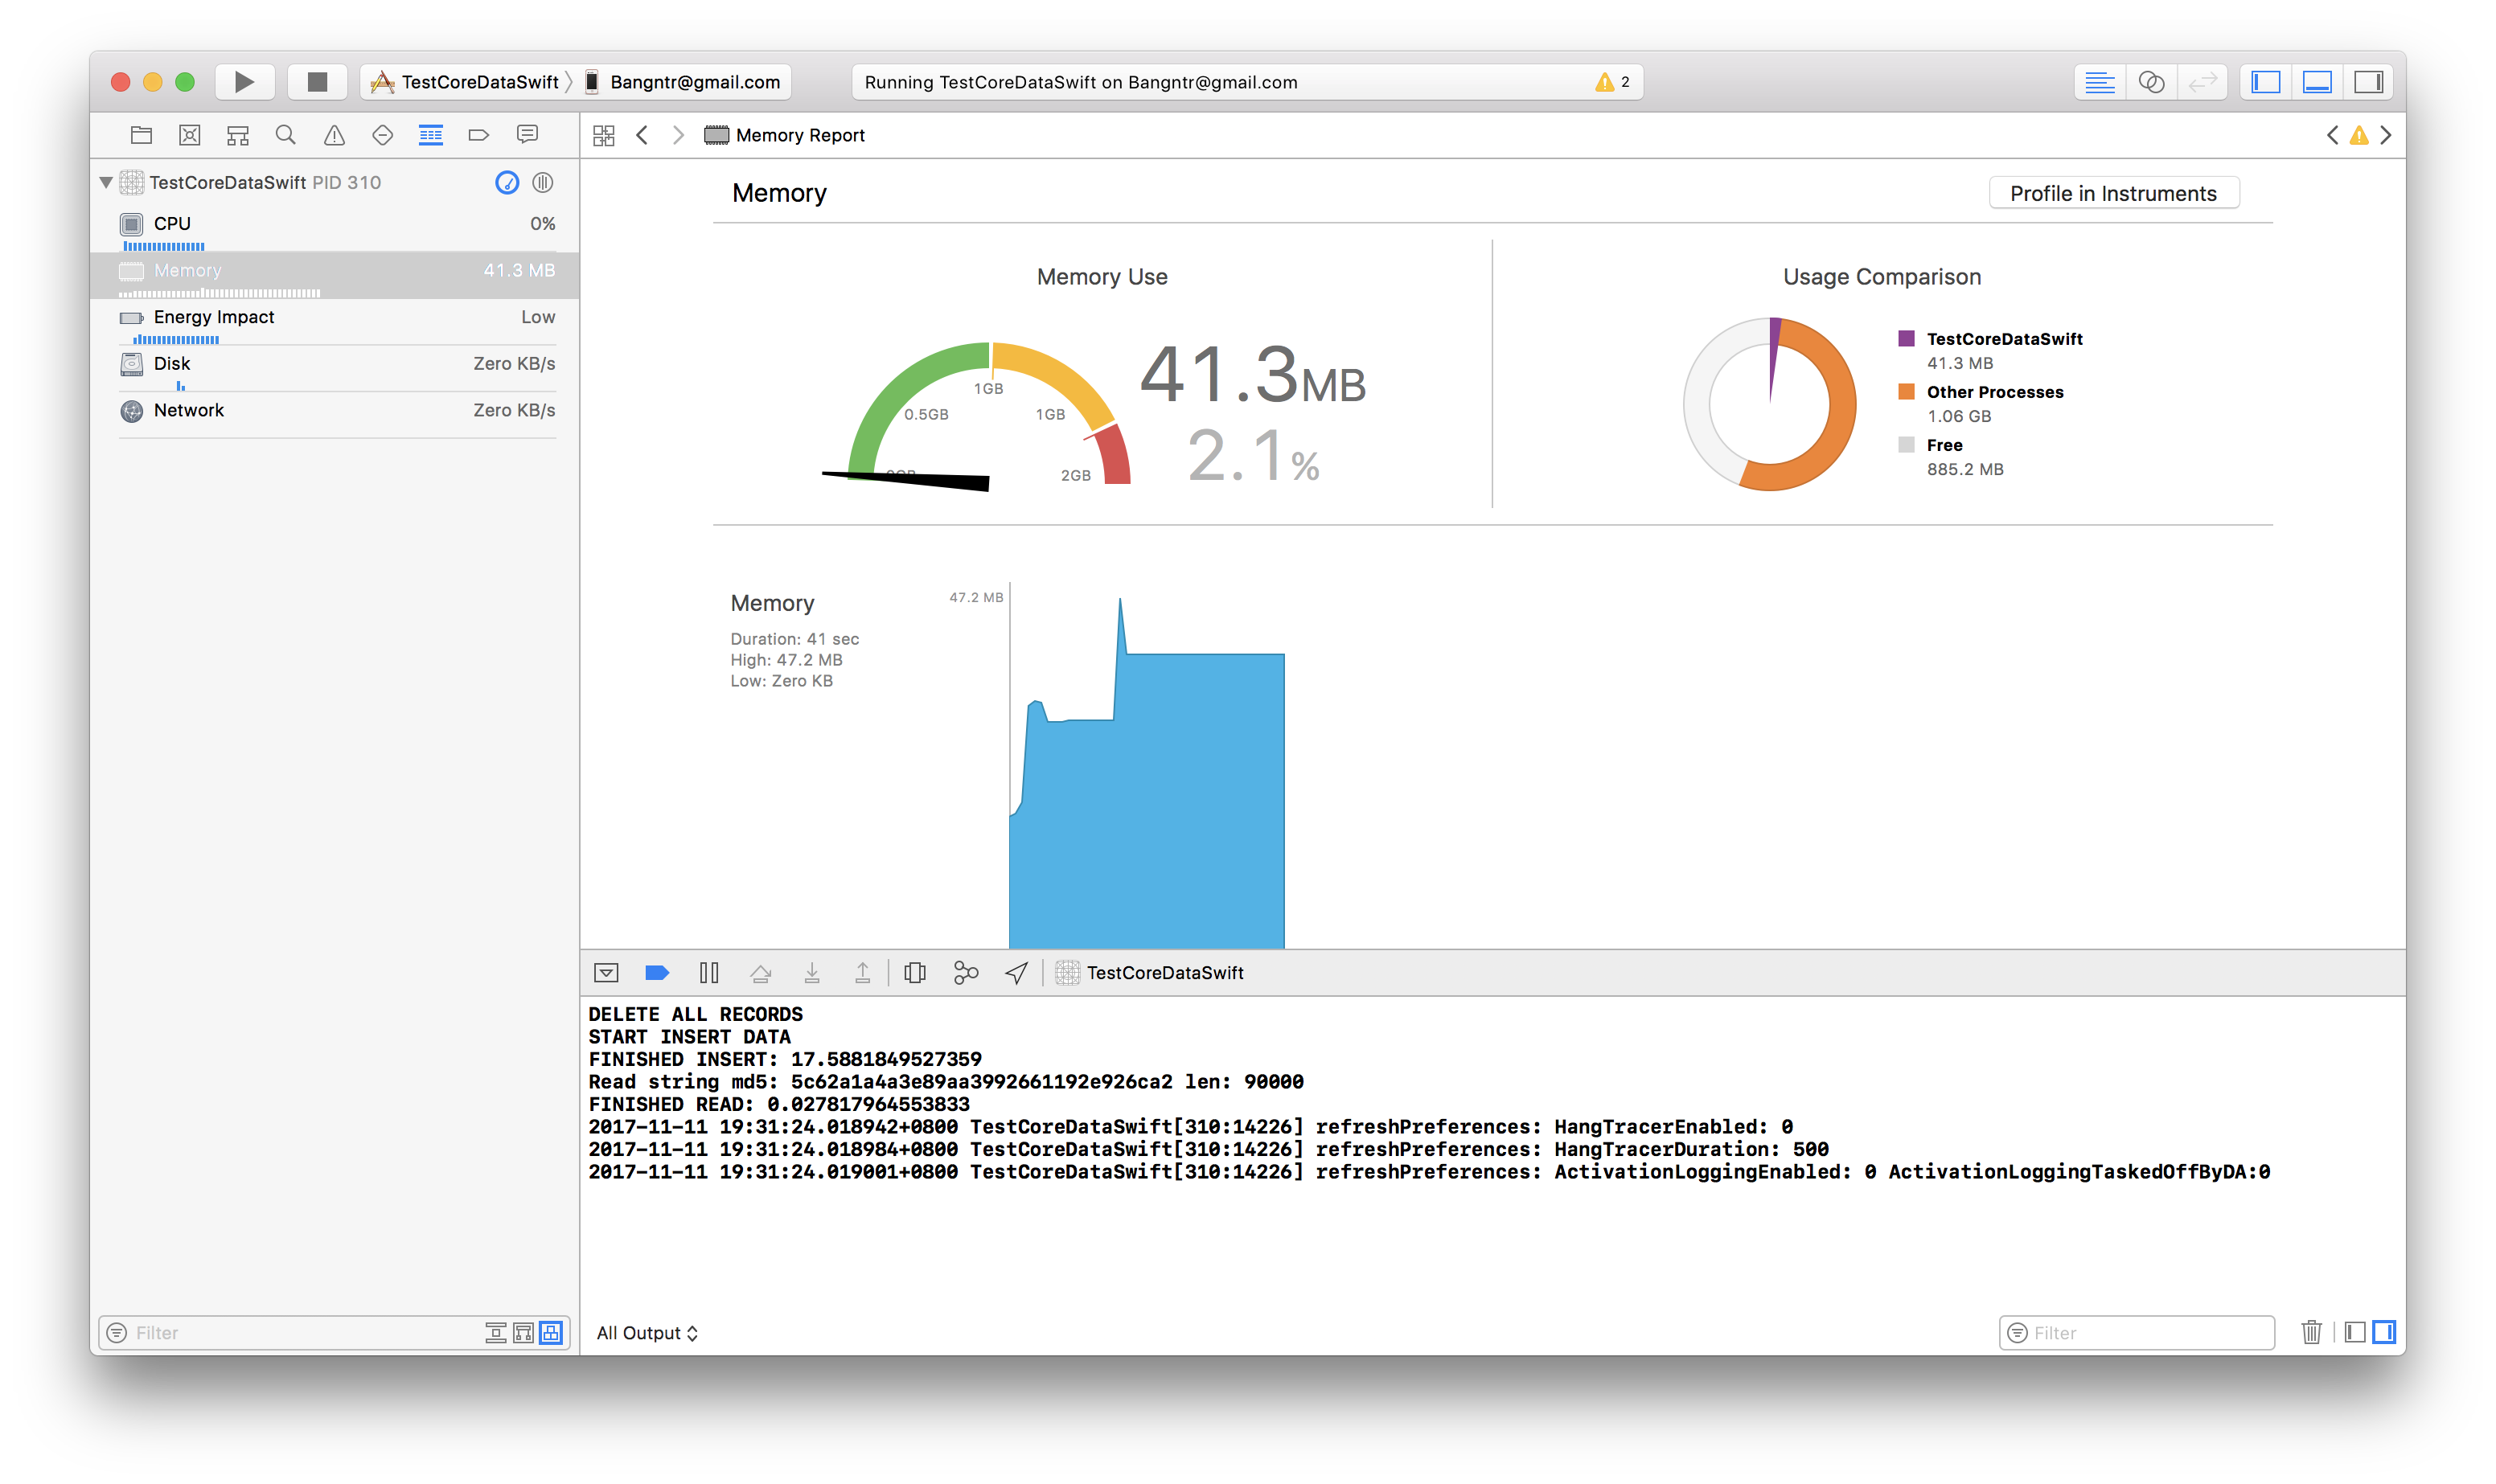 TestCoreDataSwift Bangntr@gmail.com
Running TestCoreDataSwift on Bangntr@gmail.com 2
Memory Report
TestCoreDataSwift PID 310
CPU 0%
Memory 41.3 MB
Energy Impact Low
Disk Zero KB/s
Network Zero KB/s
Memory
Profile in Instruments
Memory Use
0GB
0.5GB
1GB
1GB
2GB
41.3MB
2.1%
Usage Comparison
TestCoreDataSwift
41.3 MB
Other Processes
1.06 GB
Free
885.2 MB
Memory
Duration: 41 sec
High: 47.2 MB
Low: Zero KB
47.2 MB
TestCoreDataSwift
DELETE ALL RECORDS
START INSERT DATA
FINISHED INSERT: 17.5881849527359
Read string md5: 5c62a1a4a3e89aa3992661192e926ca2 len: 90000
FINISHED READ: 0.027817964553833
2017-11-11 19:31:24.018942+0800 TestCoreDataSwift[310:14226] refreshPreferences: HangTracerEnabled: 0
2017-11-11 19:31:24.018984+0800 TestCoreDataSwift[310:14226] refreshPreferences: HangTracerDuration: 500
2017-11-11 19:31:24.019001+0800 TestCoreDataSwift[310:14226] refreshPreferences: ActivationLoggingEnabled: 0 ActivationLoggingTaskedOffByDA:0
Filter
All Output
Filter